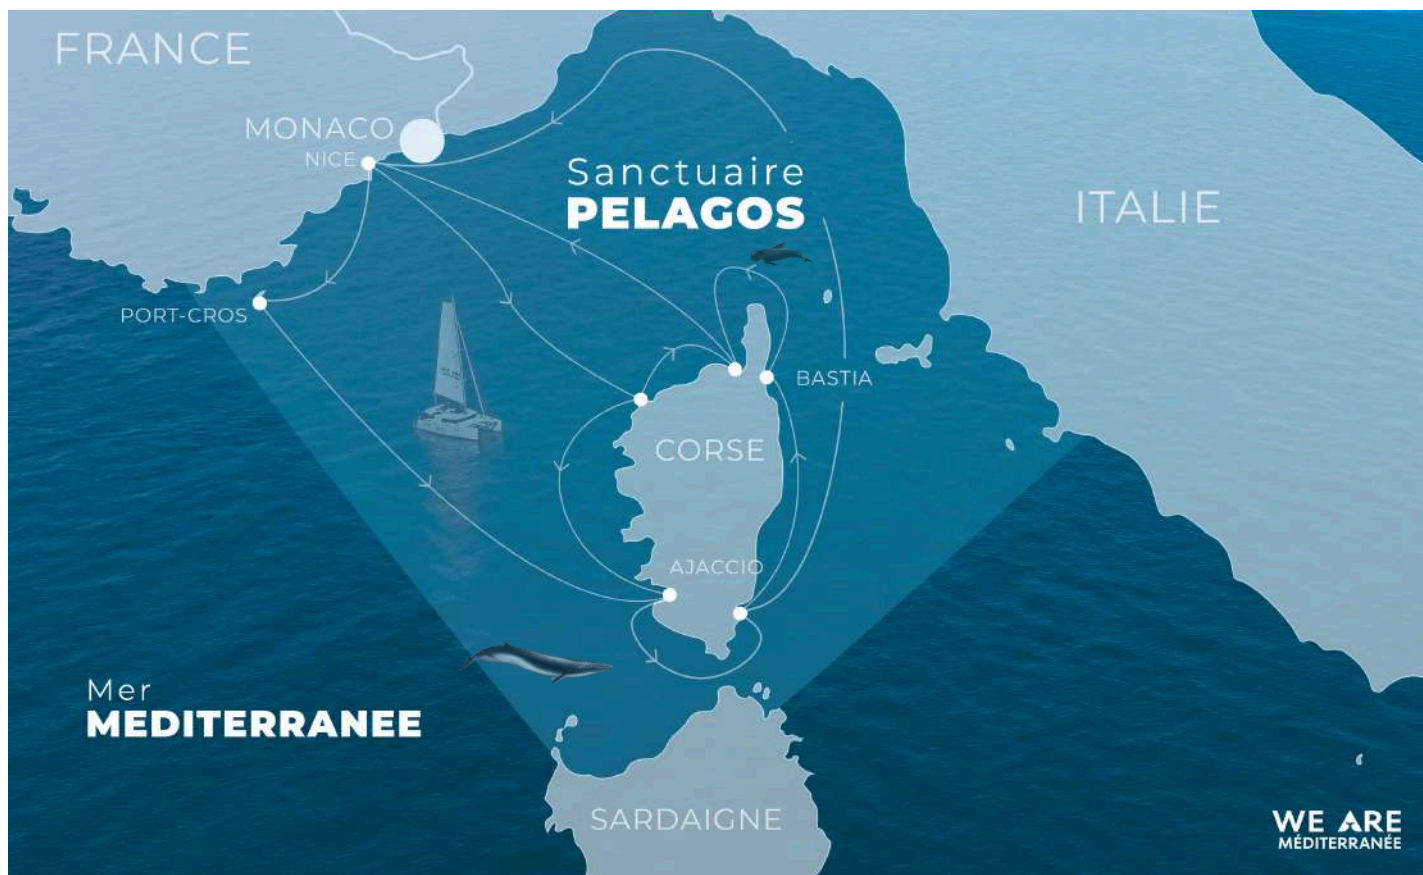 FRANCE
MONACO
NICE
Sanctuaire
PELAGOS
ITALIE
PORT-CROS
BASTIA
CORSE
AJACCIO
Mer
MEDITERRANEE
SARDAIGNE
WE ARE
MÉDITERRANÉE